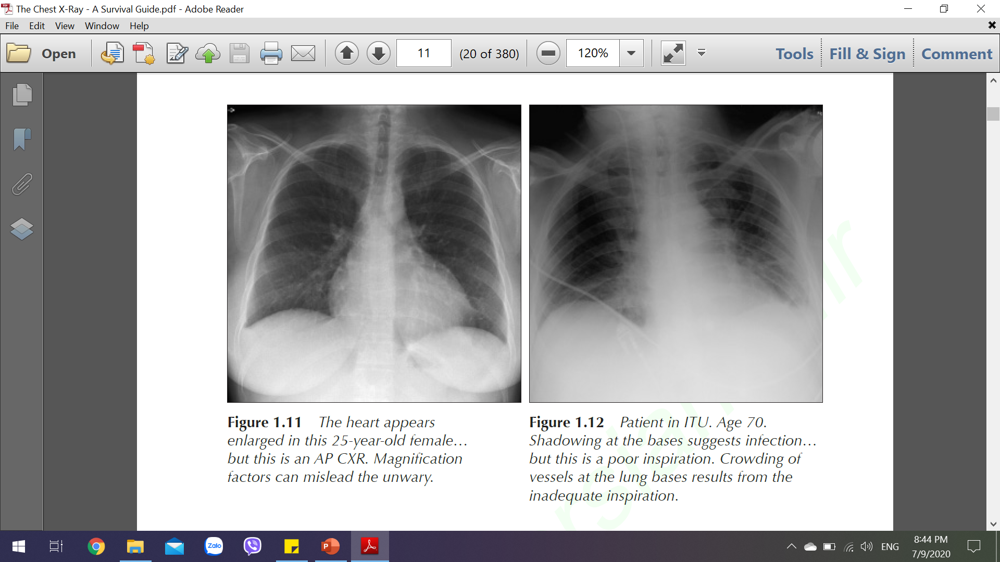 The Chest X-Ray - A Survival Guide.pdf - Adobe Reader
File Edit View Window Help
Open 11 (20 of 380) 120% Tools Fill & Sign Comment
Figure 1.11 The heart appears
enlarged in this 25-year-old female...
but this is an AP CXR. Magnification
factors can mislead the unwary.
Figure 1.12 Patient in ITU. Age 70.
Shadowing at the bases suggests infection...
but this is a poor inspiration. Crowding of
vessels at the lung bases results from the
inadequate inspiration.
Zalo
P
ENG
8:44 PM
7/9/2020